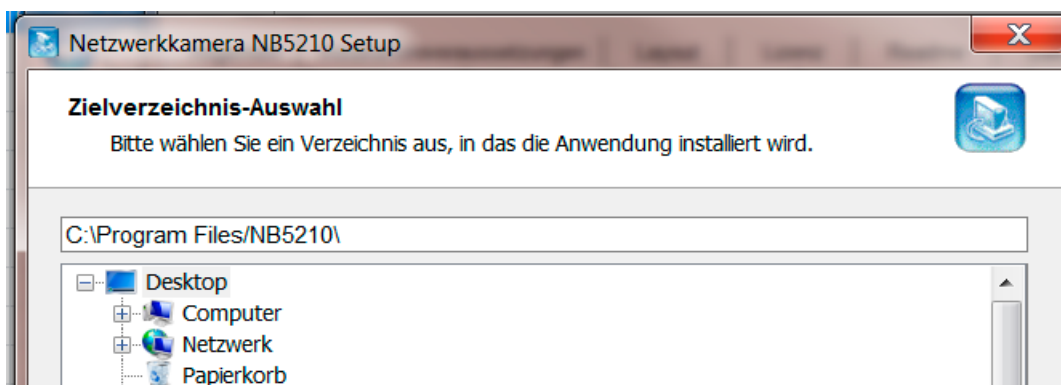 Netzwerkkamera NB5210 Setup
Layout
Zielverzeichnis-Auswahl
Bitte wählen Sie ein Verzeichnis aus, in das die Anwendung installiert wird.
C:\Program Files/NB5210\
Desktop
Computer
Netzwerk
Papierkorb